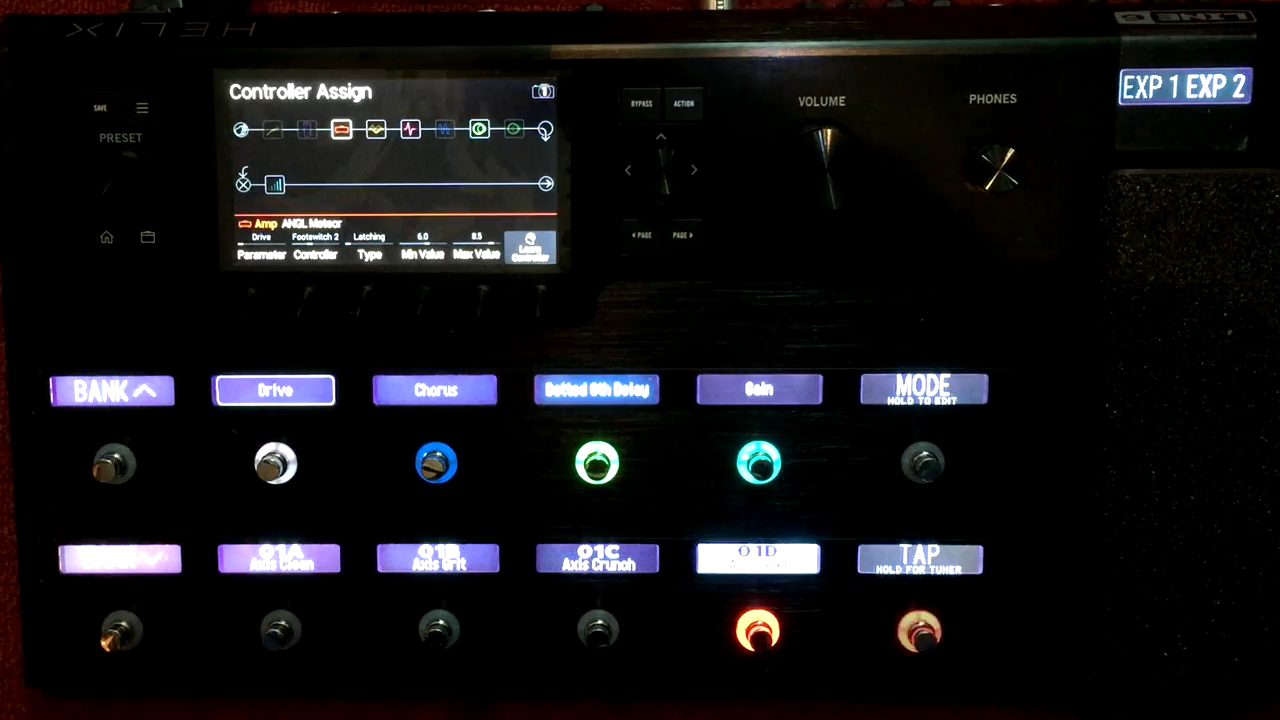 HELIX
LINE 6
Controller Assign
1
SAVE
PRESET
BYPASS
ACTION
VOLUME
PHONES
EXP 1 EXP 2
Amp ANGL Meteor
Drive Footswitch 2 Latching 6.0 8.5
Parameter Controller Type Min Value Max Value Learn
Controller
PAGE
PAGE
BANK
Drive
Chorus
Dotted 8th Delay
Gain
MODE
HOLD TO EDIT
01A
Axis Clean
01B
Axis Grit
01C
Axis Crunch
01D
TAP
HOLD FOR TUNER